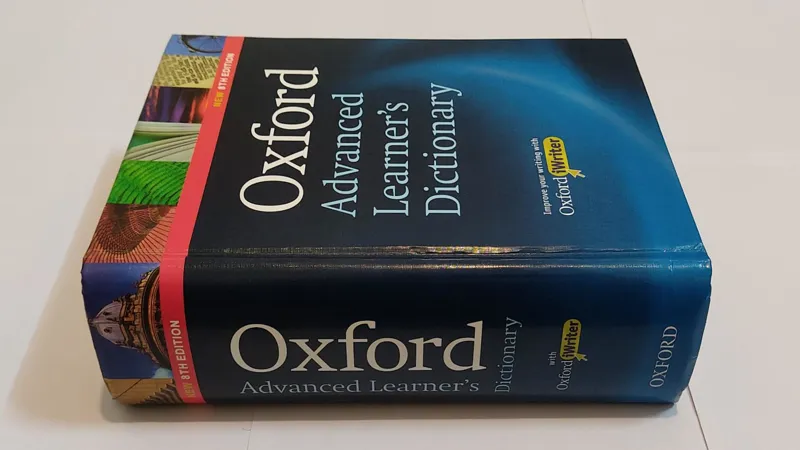 NEW 8TH EDITION
Oxford
Advanced
Learner's
Dictionary
Improve your writing with
Oxford iWriter
NEW 8TH EDITION
Oxford
Advanced Learner's
Dictionary
with
Oxford iWriter
OXFORD